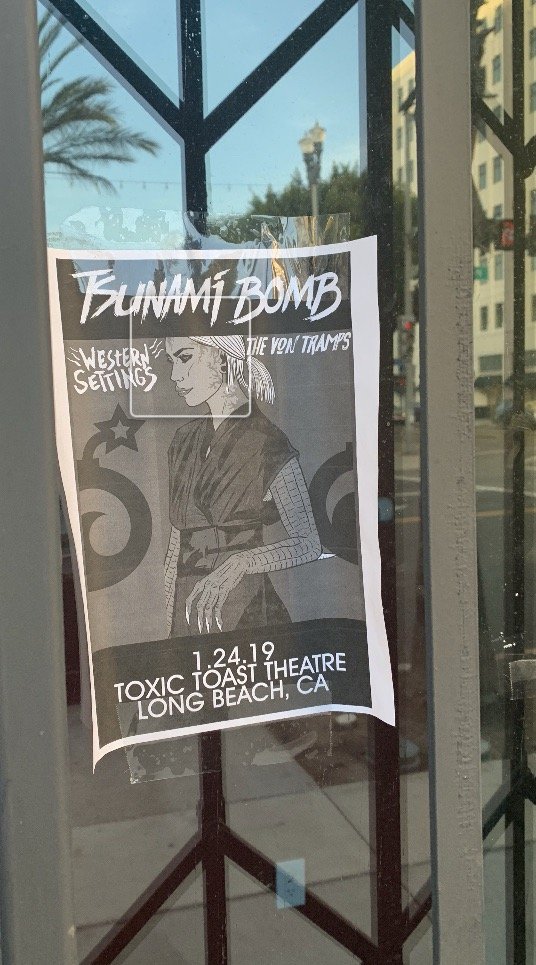 TSUNAMI BOMB
WESTERN
SETTINGS
THE VON TRAMPS
1.24.19
TOXIC TOAST THEATRE
LONG BEACH, CA